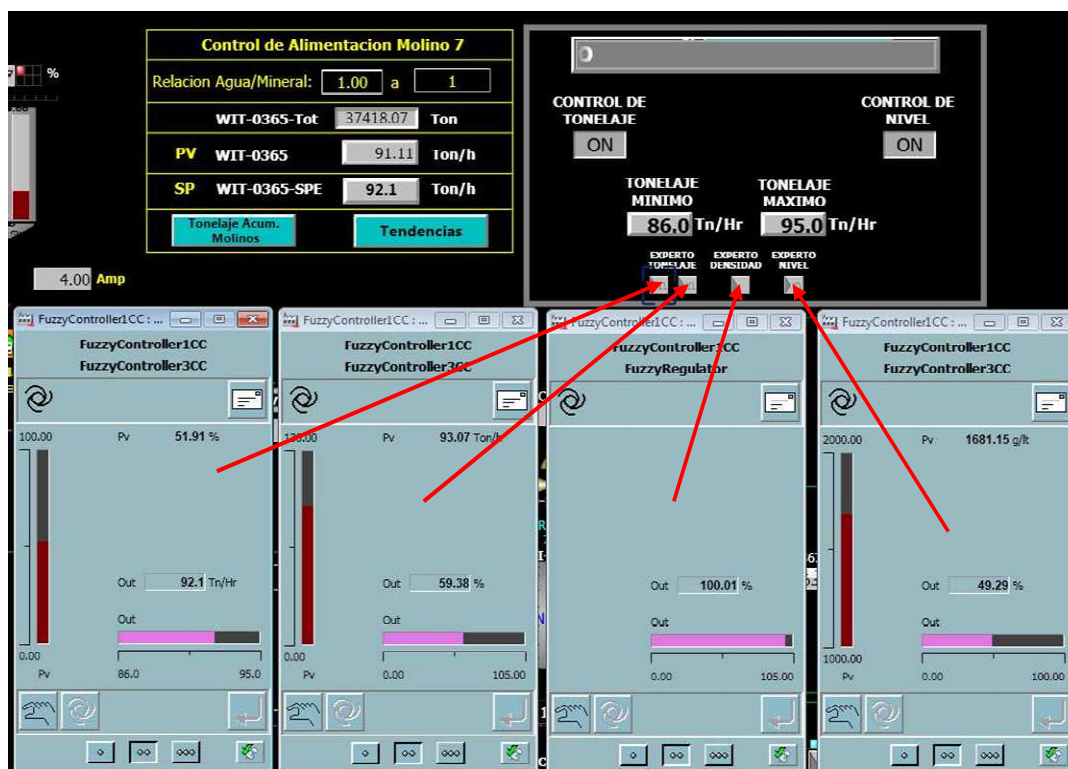 Control de Alimentacion Molino 7
Relacion Agua/Mineral: 1.00 a 1
WIT-0365-Tot 37418.07 Ton
PV WIT-0365 91.11 Ton/h
SP WIT-0365-SPE 92.1 Ton/h
Tonelaje Acum. Molinos
Tendencias
%
4.00 Amp
CONTROL DE TONELAJE
ON
CONTROL DE NIVEL
ON
TONELAJE MINIMO
86.0 Tn/Hr
TONELAJE MAXIMO
95.0 Tn/Hr
EXPERTO TONELAJE
EXPERTO DENSIDAD
EXPERTO NIVEL
FuzzyController1CC : ...
FuzzyController1CC
FuzzyController3CC
100.00 Pv 51.91 %
Out 92.1 Tn/Hr
Out
0.00
Pv 86.0 95.0
FuzzyController1CC : ...
FuzzyController1CC
FuzzyController3CC
Pv 93.07 Ton/h
Out 59.38 %
Out
0.00
Pv 0.00 105.00
FuzzyController1CC : ...
FuzzyController1CC
FuzzyRegulator
Out 100.01 %
Out
0.00 105.00
FuzzyController1CC : ...
FuzzyController1CC
FuzzyController3CC
2000.00 Pv 1681.15 g/lt
Out 49.29 %
Out
1000.00
Pv 0.00 100.00